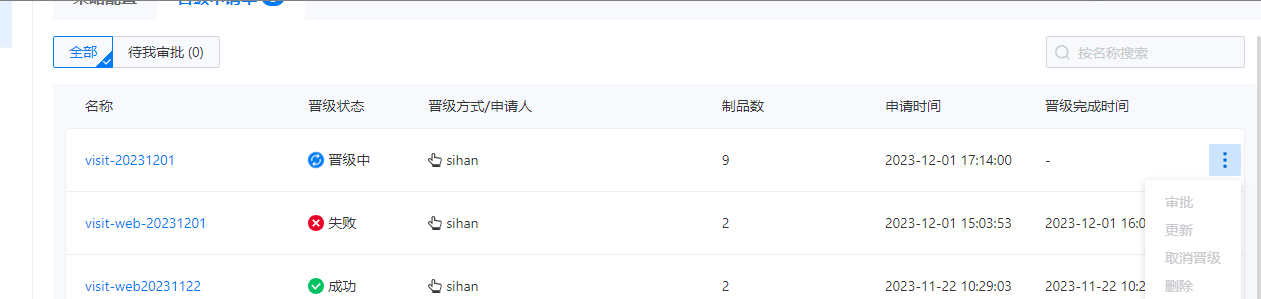 全部 待我审批 (0) 按名称搜索
名称 晋级状态 晋级方式/申请人 制品数 申请时间 晋级完成时间
visit-20231201 晋级中 sihan 9 2023-12-01 17:14:00 -
审批
visit-web-20231201 失败 sihan 2 2023-12-01 15:03:53 2023-12-01 16:0
更新
取消晋级
visit-web20231122 成功 sihan 2 2023-11-22 10:29:03 2023-11-22 10:2
删除